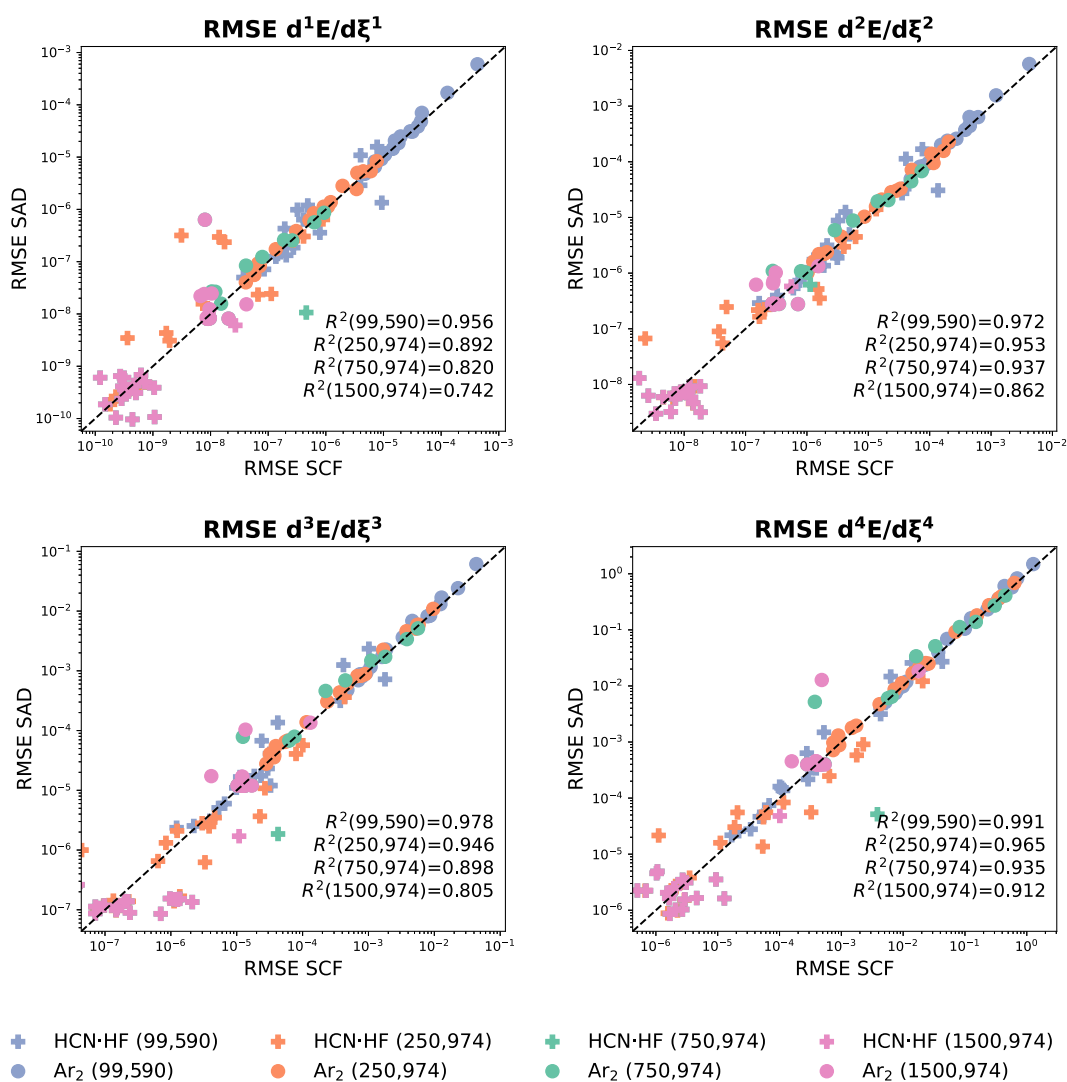 RMSE d¹E/dξ¹
10⁻³
10⁻⁴
10⁻⁵
10⁻⁶
10⁻⁷
10⁻⁸
10⁻⁹
10⁻¹⁰
RMSE SAD
R²(99,590)=0.956
R²(250,974)=0.892
R²(750,974)=0.820
R²(1500,974)=0.742
10⁻¹⁰ 10⁻⁹ 10⁻⁸ 10⁻⁷ 10⁻⁶ 10⁻⁵ 10⁻⁴ 10⁻³
RMSE SCF
RMSE d²E/dξ²
10⁻²
10⁻³
10⁻⁴
10⁻⁵
10⁻⁶
10⁻⁷
10⁻⁸
RMSE SAD
R²(99,590)=0.972
R²(250,974)=0.953
R²(750,974)=0.937
R²(1500,974)=0.862
10⁻⁸ 10⁻⁷ 10⁻⁶ 10⁻⁵ 10⁻⁴ 10⁻³ 10⁻²
RMSE SCF
RMSE d³E/dξ³
10⁻¹
10⁻²
10⁻³
10⁻⁴
10⁻⁵
10⁻⁶
10⁻⁷
RMSE SAD
R²(99,590)=0.978
R²(250,974)=0.946
R²(750,974)=0.898
R²(1500,974)=0.805
10⁻⁷ 10⁻⁶ 10⁻⁵ 10⁻⁴ 10⁻³ 10⁻² 10⁻¹
RMSE SCF
RMSE d⁴E/dξ⁴
10⁰
10⁻¹
10⁻²
10⁻³
10⁻⁴
10⁻⁵
10⁻⁶
RMSE SAD
R²(99,590)=0.991
R²(250,974)=0.965
R²(750,974)=0.935
R²(1500,974)=0.912
10⁻⁶ 10⁻⁵ 10⁻⁴ 10⁻³ 10⁻² 10⁻¹ 10⁰
RMSE SCF
HCN·HF (99,590) HCN·HF (250,974) HCN·HF (750,974) HCN·HF (1500,974)
Ar₂ (99,590) Ar₂ (250,974) Ar₂ (750,974) Ar₂ (1500,974)